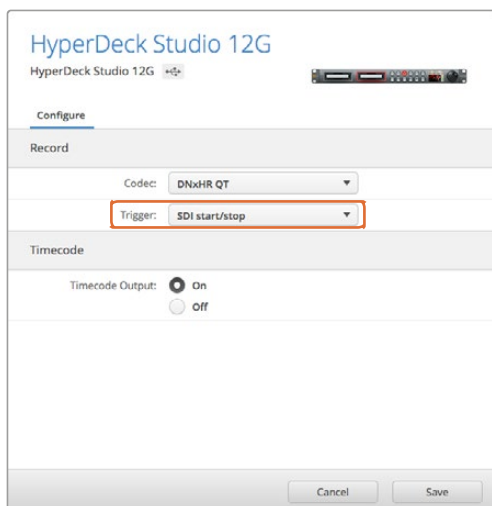 HyperDeck Studio 12G
HyperDeck Studio 12G
Configure
Record
Codec: DNxHR QT
Trigger: SDI start/stop
Timecode
Timecode Output: On
Off
Cancel Save